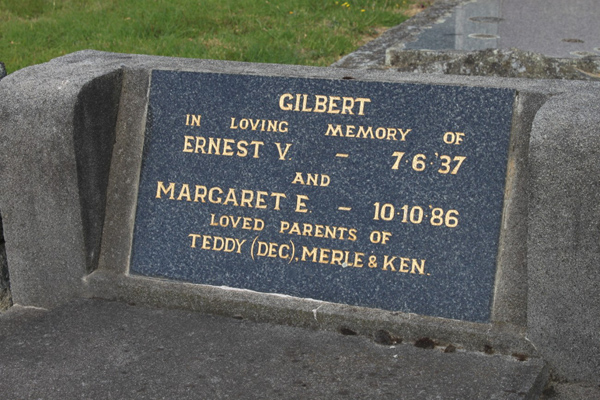 GILBERT
IN LOVING MEMORY OF
ERNEST V. – 7·6·'37
AND
MARGARET E. – 10·10·'86
LOVED PARENTS OF
TEDDY (DEC), MERLE & KEN.